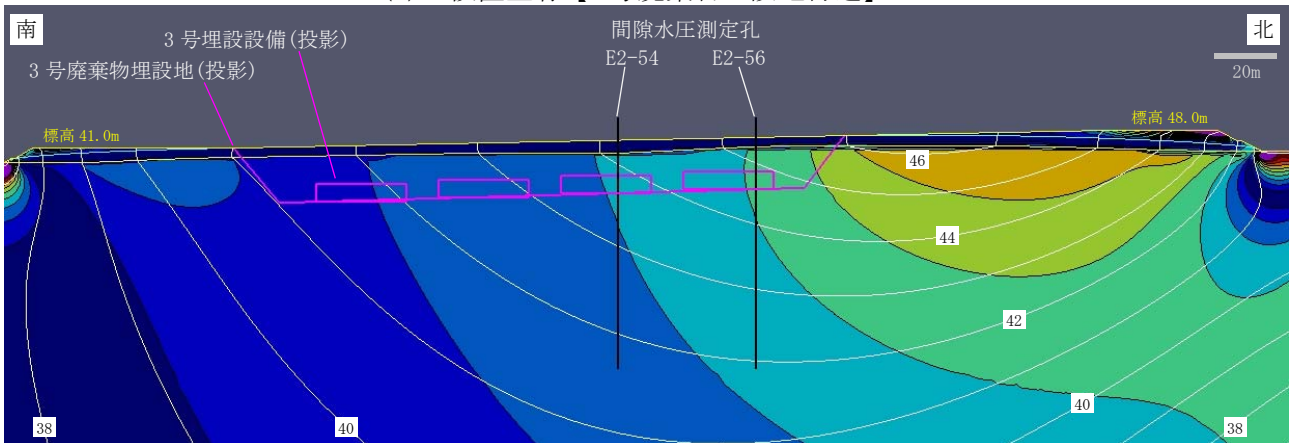 南
3号埋設設備(投影)
3号廃棄物埋設地(投影)
間隙水圧測定孔
E2-54
E2-56
北
20m
標高 41.0m
標高 48.0m
46
44
42
40
38
40
38